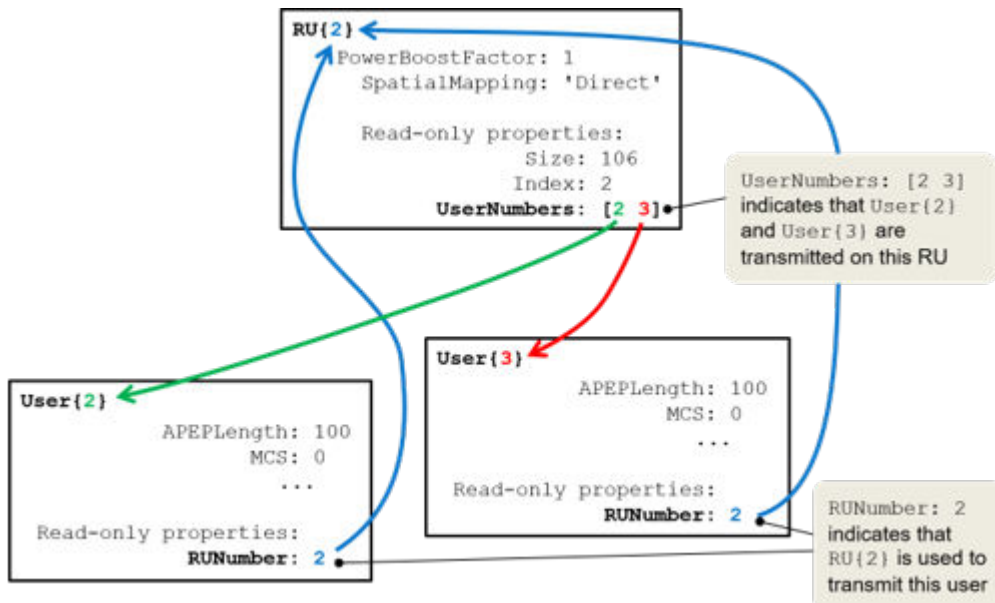 RU{2}
PowerBoostFactor: 1
SpatialMapping: 'Direct'
Read-only properties:
Size: 106
Index: 2
UserNumbers: [2 3]
UserNumbers: [2 3]
indicates that User{2}
and User{3} are
transmitted on this RU
User{3}
APEPLength: 100
MCS: 0
...
Read-only properties:
RUNumber: 2
User{2}
APEPLength: 100
MCS: 0
...
Read-only properties:
RUNumber: 2
RUNumber: 2
indicates that
RU{2} is used to
transmit this user